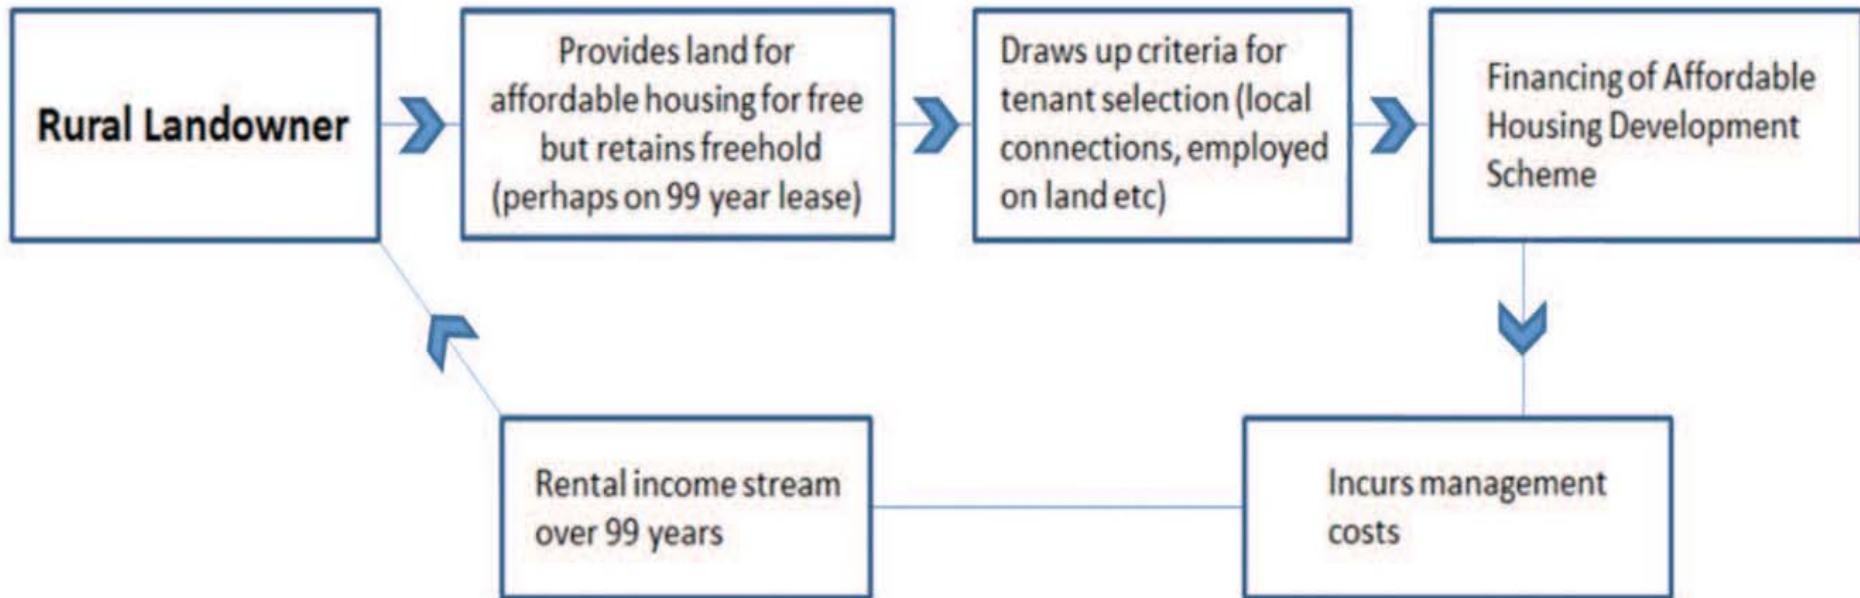 Rural Landowner
Provides land for
affordable housing for free
but retains freehold
(perhaps on 99 year lease)
Draws up criteria for
tenant selection (local
connections, employed
on land etc)
Financing of Affordable
Housing Development
Scheme
Rental income stream
over 99 years
Incurs management
costs